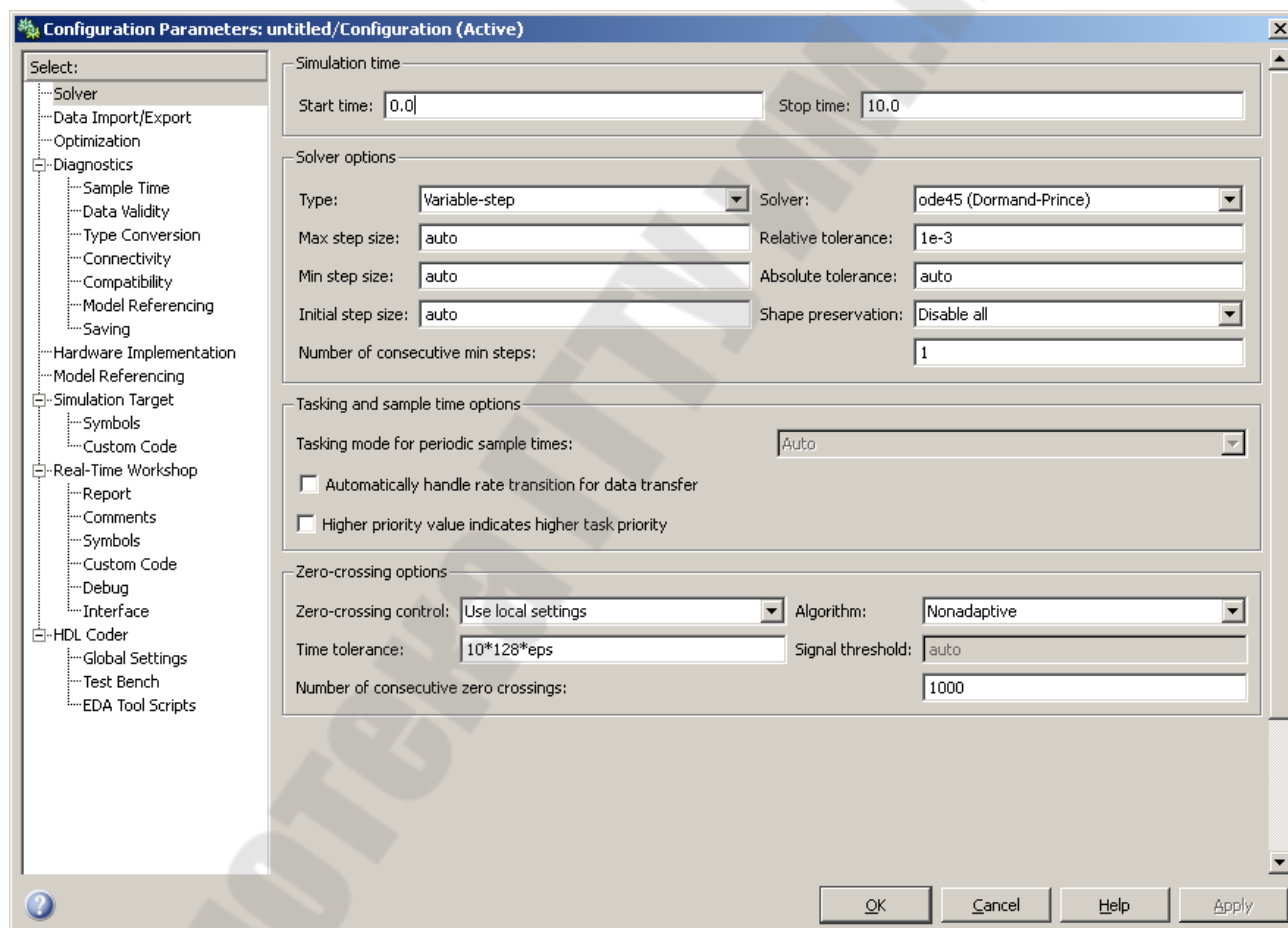 Configuration Parameters: untitled/Configuration (Active)
Select:
Solver
Data Import/Export
Optimization
Diagnostics
Sample Time
Data Validity
Type Conversion
Connectivity
Compatibility
Model Referencing
Saving
Hardware Implementation
Model Referencing
Simulation Target
Symbols
Custom Code
Real-Time Workshop
Report
Comments
Symbols
Custom Code
Debug
Interface
HDL Coder
Global Settings
Test Bench
EDA Tool Scripts
Simulation time
Start time: 0.0 Stop time: 10.0
Solver options
Type: Variable-step Solver: ode45 (Dormand-Prince)
Max step size: auto Relative tolerance: 1e-3
Min step size: auto Absolute tolerance: auto
Initial step size: auto Shape preservation: Disable all
Number of consecutive min steps: 1
Tasking and sample time options
Tasking mode for periodic sample times: Auto
Automatically handle rate transition for data transfer
Higher priority value indicates higher task priority
Zero-crossing options
Zero-crossing control: Use local settings Algorithm: Nonadaptive
Time tolerance: 10*128*eps Signal threshold: auto
Number of consecutive zero crossings: 1000
OK Cancel Help Apply